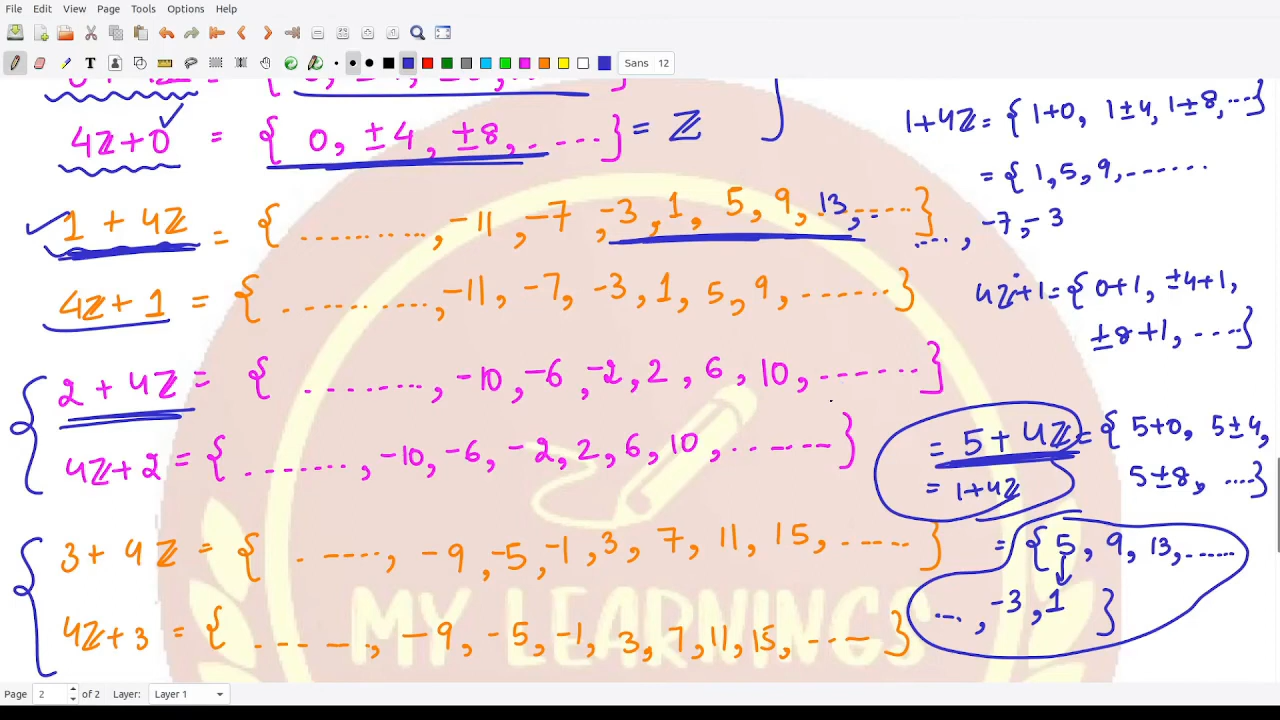 File Edit View Page Tools Options Help
Sans 12
4ℤ+0 = { 0, ±4, ±8, ..... } = ℤ
1 + 4ℤ = { ............, -11, -7, -3, 1, 5, 9, 13, ...... }
4ℤ+1 = { ............, -11, -7, -3, 1, 5, 9, ....... }
2 + 4ℤ = { ........., -10, -6, -2, 2, 6, 10, ........ }
4ℤ+2 = { ........, -10, -6, -2, 2, 6, 10, ....... }
3 + 4ℤ = { ....., -9, -5, -1, 3, 7, 11, 15, ...... }
4ℤ+3 = { ......, -9, -5, -1, 3, 7, 11, 15, ..... }
1+4ℤ = { 1+0, 1±4, 1±8, .... }
= { 1, 5, 9, .......
...., -7, -3
4ℤ+1 = { 0+1, ±4+1,
±8+1, .... }
= 5 + 4ℤ = { 5+0, 5±4,
5±8, .... }
= 1+4ℤ
= { 5, 9, 13, ......
..., -3, 1 }
MY LEARNINGS
Page 2 of 2 Layer: Layer 1